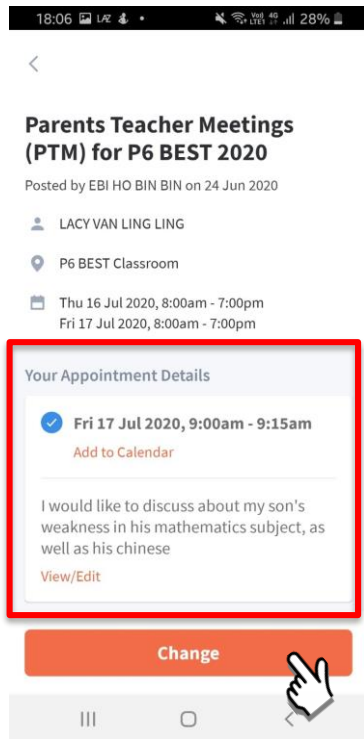 18:06 28%
Parents Teacher Meetings
(PTM) for P6 BEST 2020
Posted by EBI HO BIN BIN on 24 Jun 2020
LACY VAN LING LING
P6 BEST Classroom
Thu 16 Jul 2020, 8:00am - 7:00pm
Fri 17 Jul 2020, 8:00am - 7:00pm
Your Appointment Details
Fri 17 Jul 2020, 9:00am - 9:15am
Add to Calendar
I would like to discuss about my son's
weakness in his mathematics subject, as
well as his chinese
View/Edit
Change